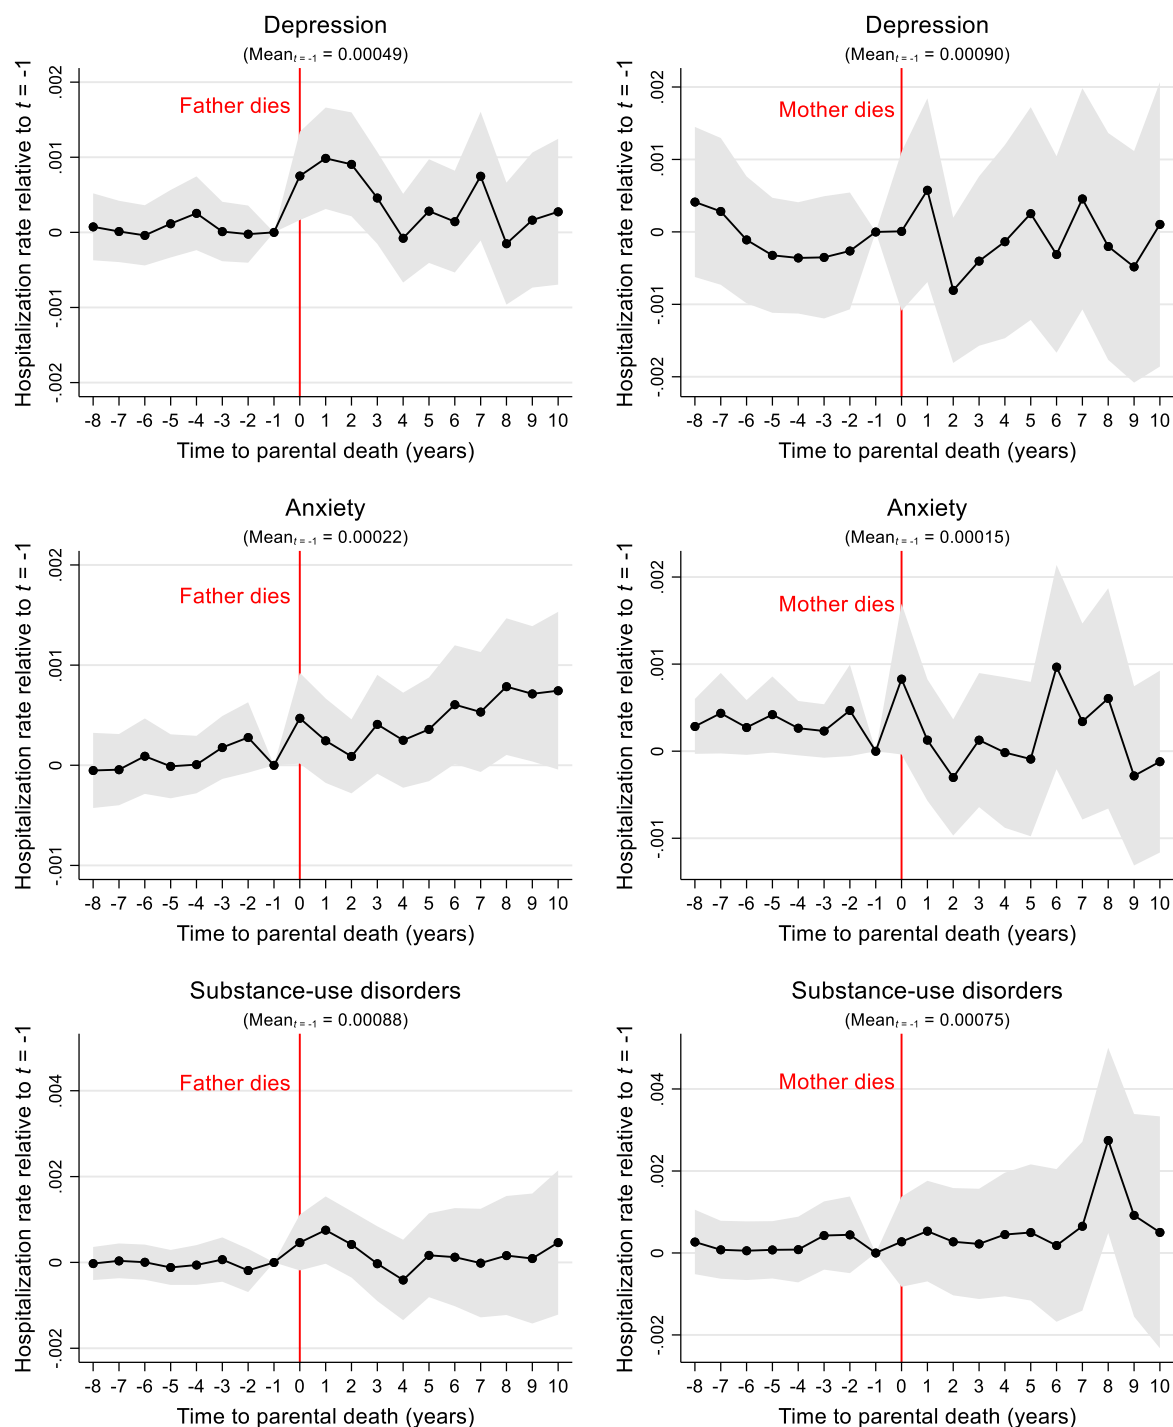 Depression
(Mean t = -1 = 0.00049)
Hospitalization rate relative to t = -1
.002
.001
0
-.001
-.002
Father dies
-8 -7 -6 -5 -4 -3 -2 -1 0 1 2 3 4 5 6 7 8 9 10
Time to parental death (years)
Depression
(Mean t = -1 = 0.00090)
Hospitalization rate relative to t = -1
.002
.001
0
-.001
-.002
Mother dies
-8 -7 -6 -5 -4 -3 -2 -1 0 1 2 3 4 5 6 7 8 9 10
Time to parental death (years)
Anxiety
(Mean t = -1 = 0.00022)
Hospitalization rate relative to t = -1
.002
.001
0
-.001
Father dies
-8 -7 -6 -5 -4 -3 -2 -1 0 1 2 3 4 5 6 7 8 9 10
Time to parental death (years)
Anxiety
(Mean t = -1 = 0.00015)
Hospitalization rate relative to t = -1
.002
.001
0
-.001
Mother dies
-8 -7 -6 -5 -4 -3 -2 -1 0 1 2 3 4 5 6 7 8 9 10
Time to parental death (years)
Substance-use disorders
(Mean t = -1 = 0.00088)
Hospitalization rate relative to t = -1
.004
.002
0
-.002
Father dies
-8 -7 -6 -5 -4 -3 -2 -1 0 1 2 3 4 5 6 7 8 9 10
Time to parental death (years)
Substance-use disorders
(Mean t = -1 = 0.00075)
Hospitalization rate relative to t = -1
.004
.002
0
-.002
Mother dies
-8 -7 -6 -5 -4 -3 -2 -1 0 1 2 3 4 5 6 7 8 9 10
Time to parental death (years)